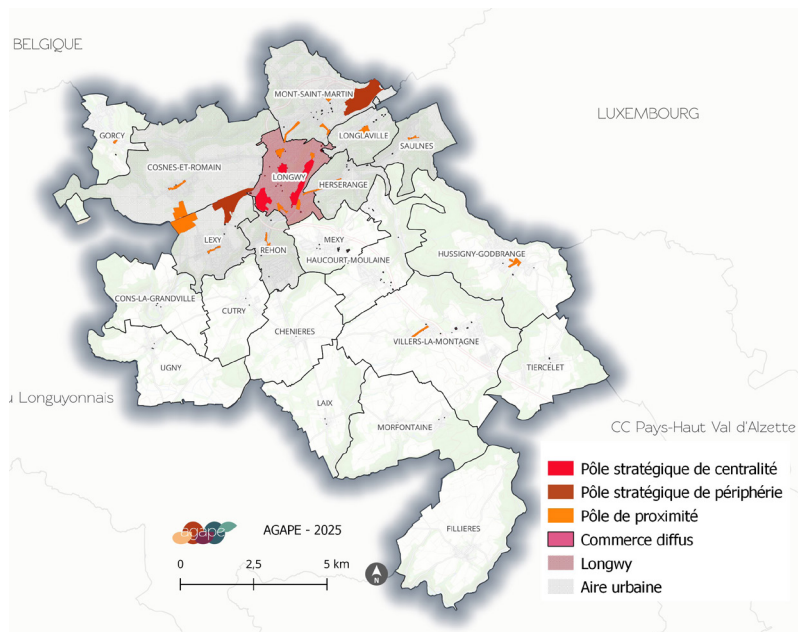 BELGIQUE
MONT-SAINT-MARTIN
LUXEMBOURG
GORCY
LONGLAVILLE
SAULNES
COSNES-ET-ROMAIN
LONGWY
HERSERANGE
LEXY
REHON
MEXY
HAUCOURT-MOULAINE
HUSSIGNY-GODBRANGE
CONS-LA-GRANDVILLE
CUTRY
CHENIERES
VILLERS-LA-MONTAGNE
UGNY
TIERCELET
u Longuyonnais
LAIX
MORFONTAINE
CC Pays-Haut Val d'Alzette
Pôle stratégique de centralité
Pôle stratégique de périphérie
Pôle de proximité
Commerce diffus
Longwy
Aire urbaine
FILLIERES
agape
AGAPE - 2025
0 2,5 5 km
N